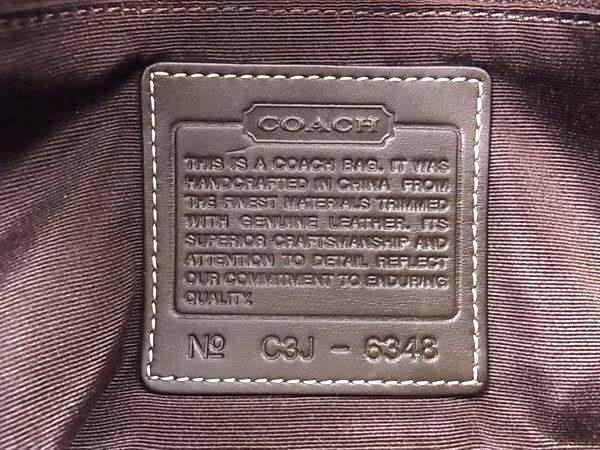 COACH
THIS IS A COACH BAG. IT WAS
HANDCRAFTED IN CHINA FROM
THE FINEST MATERIALS TRIMMED
WITH GENUINE LEATHER. ITS
SUPERIOR CRAFTSMANSHIP AND
ATTENTION TO DETAIL REFLECT
OUR COMMITMENT TO ENDURING
QUALITY.
Nº C3J - 6348